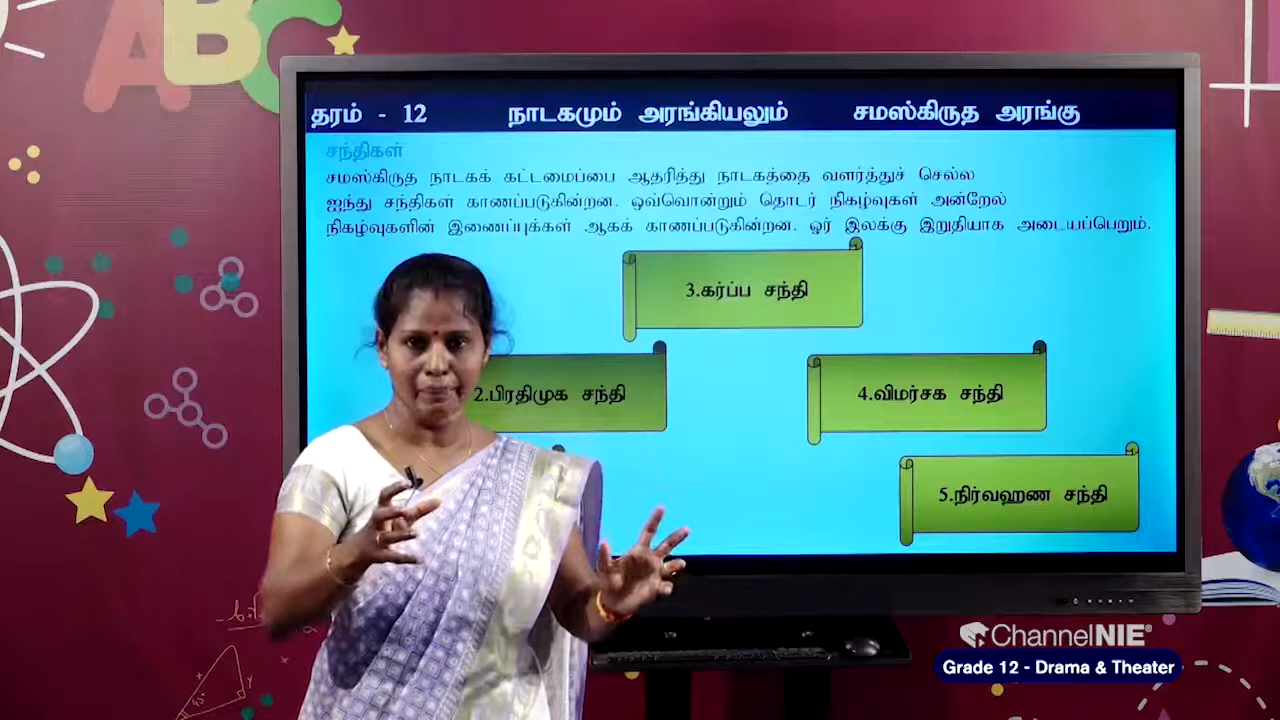 ABC
தரம் - 12 நாடகமும் அரங்கியலும் சமஸ்கிருத அரங்கு
சந்திகள்
சமஸ்கிருத நாடகக் கட்டமைப்பை ஆதரித்து நாடகத்தை வளர்த்துச் செல்ல
ஐந்து சந்திகள் காணப்படுகின்றன. ஒவ்வொன்றும் தொடர் நிகழ்வுகள் அன்றேல்
நிகழ்வுகளின் இணைப்புக்கள் ஆகக் காணப்படுகின்றன. ஓர் இலக்கு இறுதியாக அடையப்பெறும்.
3.கர்ப்ப சந்தி
2.பிரதிமுக சந்தி
4.விமர்சக சந்தி
5.நிர்வஹண சந்தி
ChannelNIE®
Grade 12 - Drama & Theater
45°